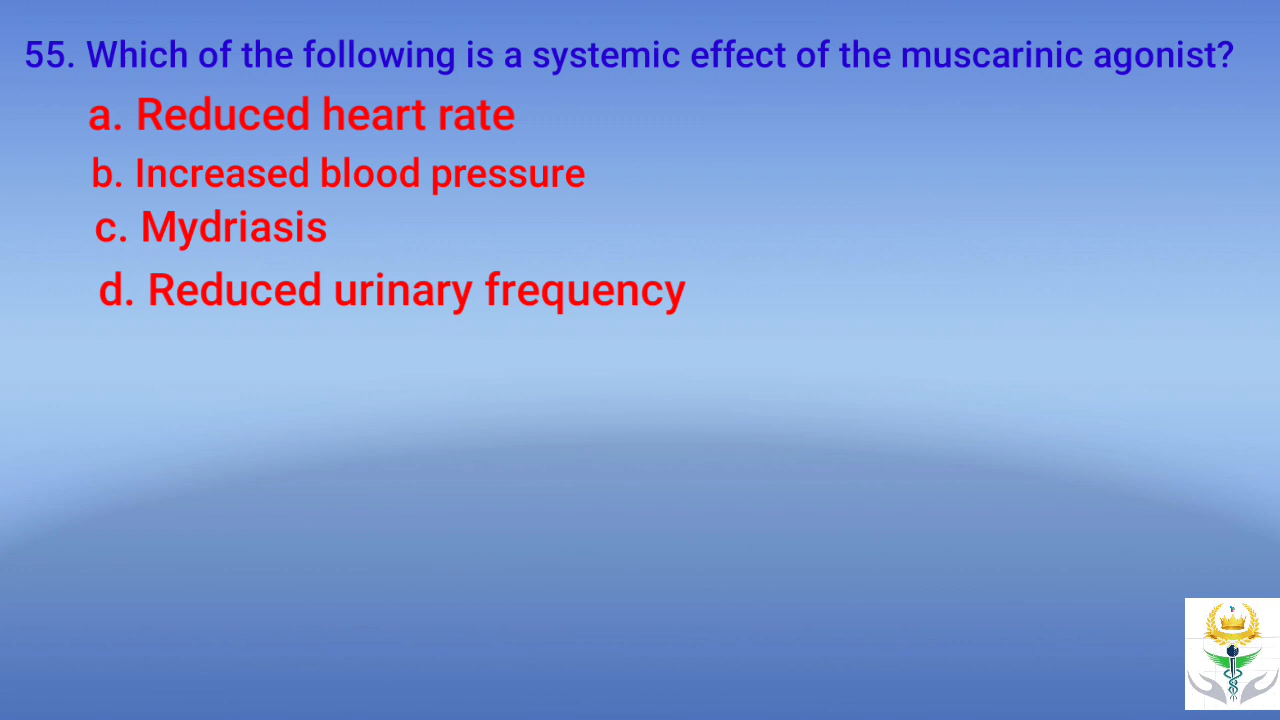 55. Which of the following is a systemic effect of the muscarinic agonist?
a. Reduced heart rate
b. Increased blood pressure
c. Mydriasis
d. Reduced urinary frequency